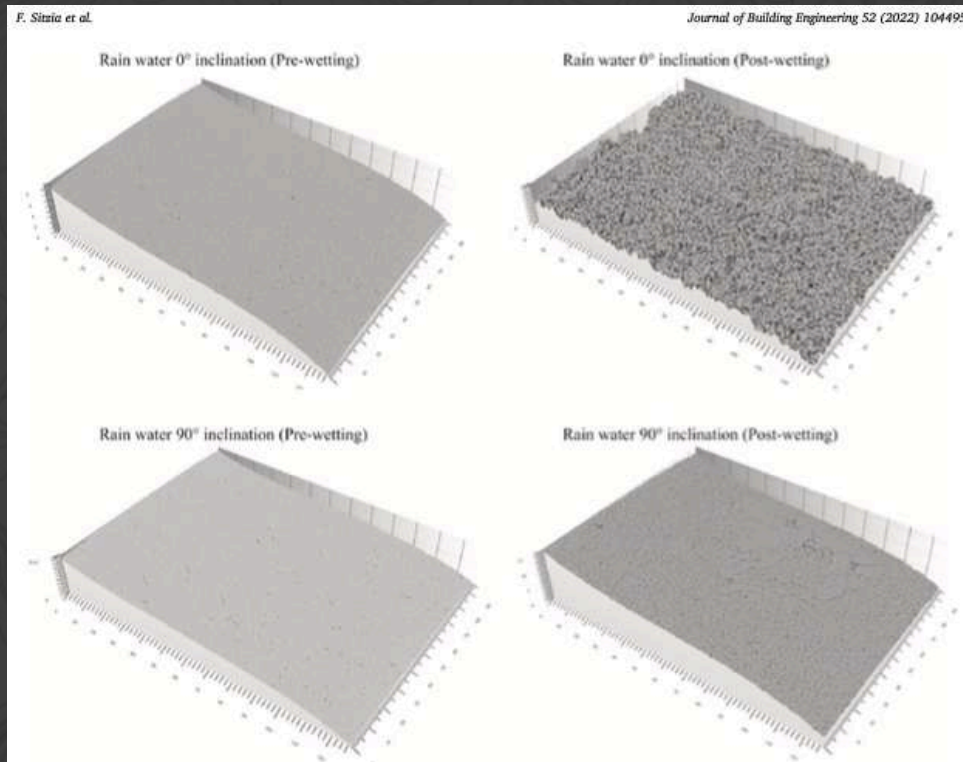 F. Sitzia et al.
Journal of Building Engineering 52 (2022) 104495
Rain water 0° inclination (Pre-wetting)
Rain water 0° inclination (Post-wetting)
Rain water 90° inclination (Pre-wetting)
Rain water 90° inclination (Post-wetting)